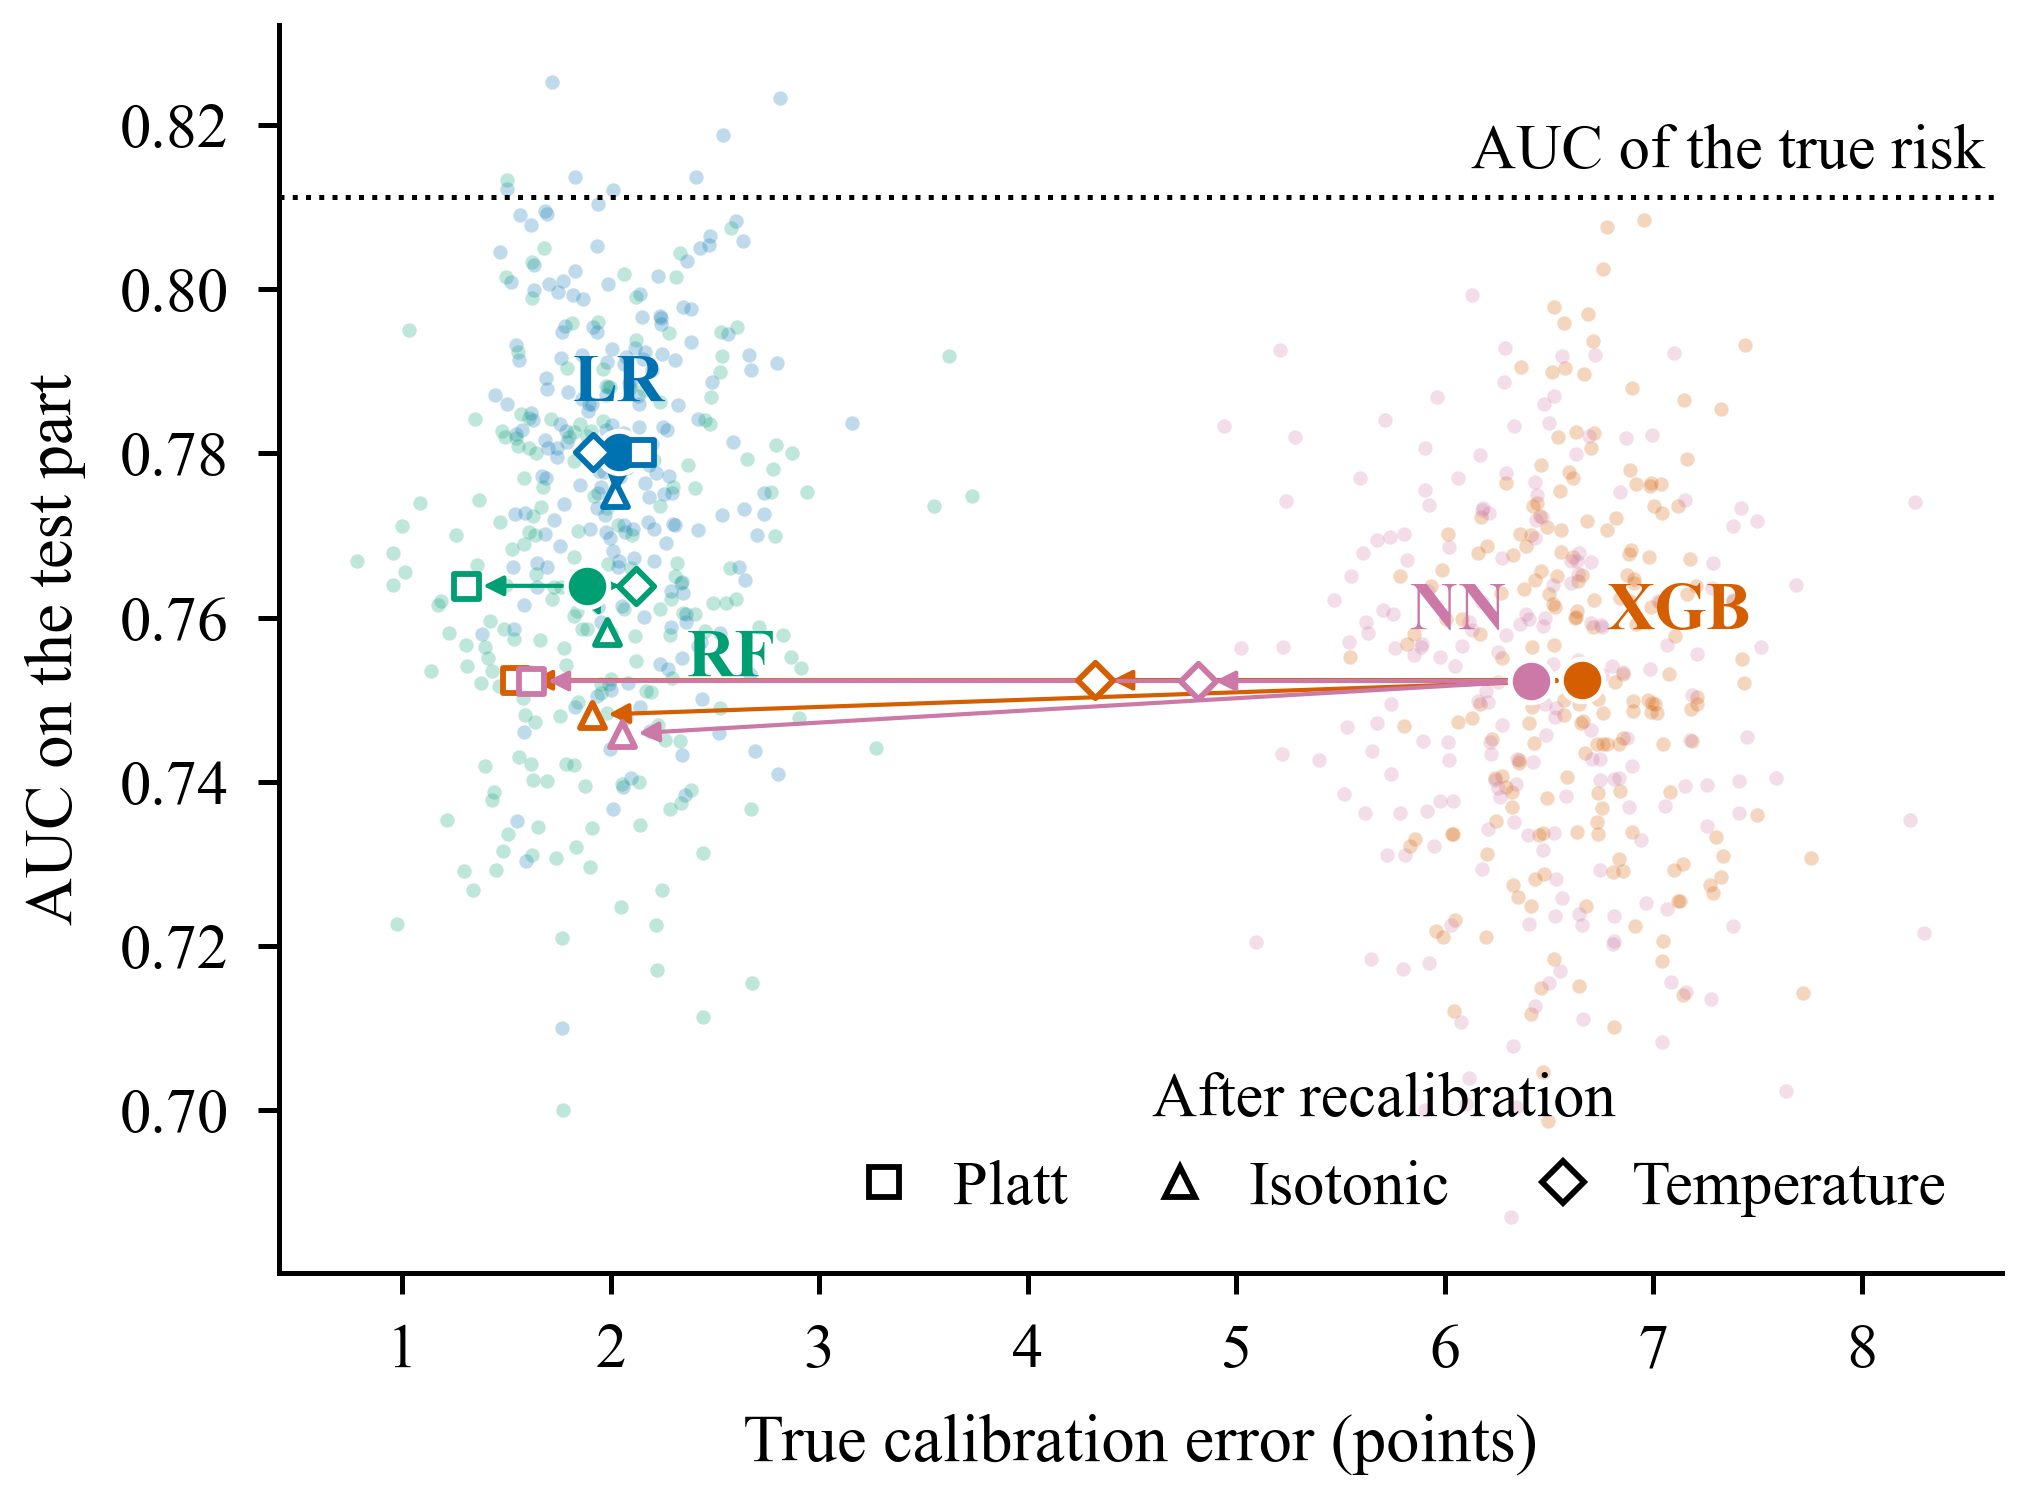 AUC on the test part
0.82
0.80
0.78
0.76
0.74
0.72
0.70
AUC of the true risk
LR
RF
NN
XGB
After recalibration
Platt
Isotonic
Temperature
1 2 3 4 5 6 7 8
True calibration error (points)